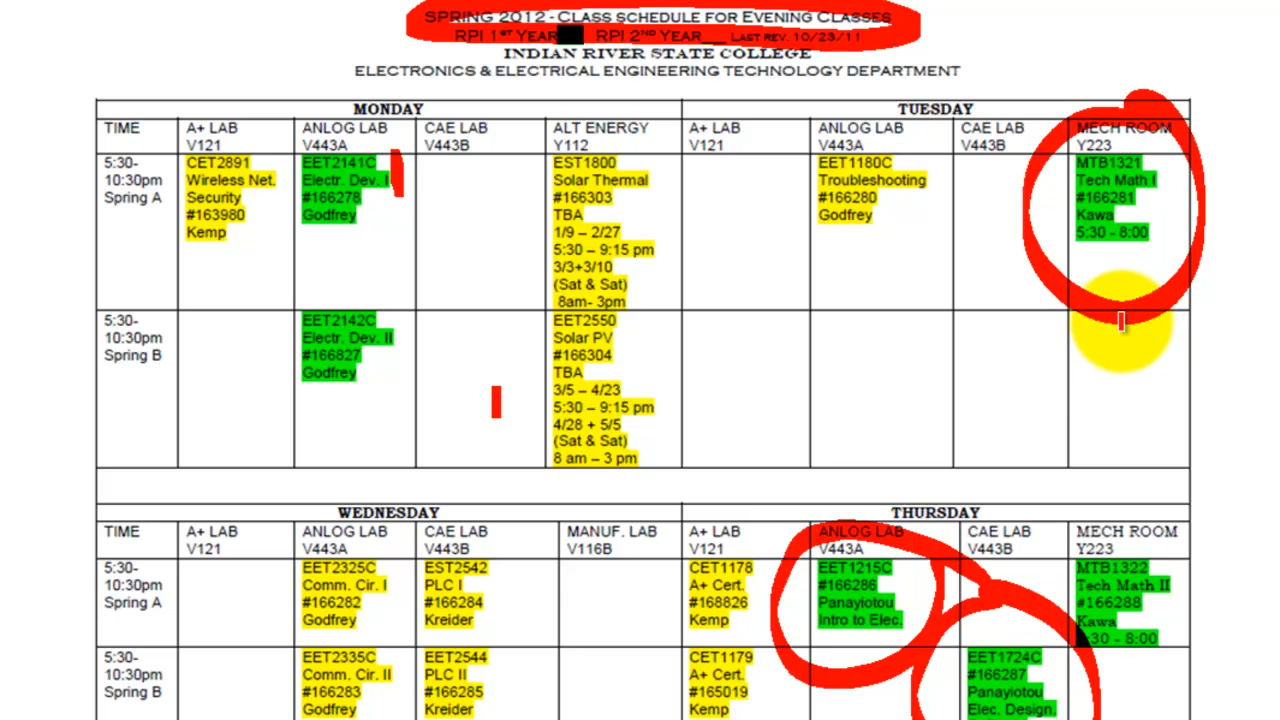 SPRING 2012 - CLASS SCHEDULE FOR EVENING CLASSES
RPI 1ST YEAR RPI 2ND YEAR__ LAST REV. 10/23/11
INDIAN RIVER STATE COLLEGE
ELECTRONICS & ELECTRICAL ENGINEERING TECHNOLOGY DEPARTMENT
MONDAY
TUESDAY
TIME
A+ LAB
V121
ANLOG LAB
V443A
CAE LAB
V443B
ALT ENERGY
Y112
A+ LAB
V121
ANLOG LAB
V443A
CAE LAB
V443B
MECH ROOM
Y223
5:30-
10:30pm
Spring A
CET2891
Wireless Net.
Security
#163980
Kemp
EET2141C
Electr. Dev. I
#166278
Godfrey
EST1800
Solar Thermal
#166303
TBA
1/9 – 2/27
5:30 – 9:15 pm
3/3+3/10
(Sat & Sat)
8am- 3pm
EET1180C
Troubleshooting
#166280
Godfrey
MTB1321
Tech Math I
#166281
Kawa
5:30 - 8:00
5:30-
10:30pm
Spring B
EET2142C
Electr. Dev. II
#166827
Godfrey
EET2550
Solar PV
#166304
TBA
3/5 – 4/23
5:30 – 9:15 pm
4/28 + 5/5
(Sat & Sat)
8 am – 3 pm
WEDNESDAY
THURSDAY
TIME
A+ LAB
V121
ANLOG LAB
V443A
CAE LAB
V443B
MANUF. LAB
V116B
A+ LAB
V121
ANLOG LAB
V443A
CAE LAB
V443B
MECH ROOM
Y223
5:30-
10:30pm
Spring A
EET2325C
Comm. Cir. I
#166282
Godfrey
EST2542
PLC I
#166284
Kreider
CET1178
A+ Cert.
#168826
Kemp
EET1215C
#166286
Panayiotou
Intro to Elec.
MTB1322
Tech Math II
#166288
Kawa
5:30 - 8:00
5:30-
10:30pm
Spring B
EET2335C
Comm. Cir. II
#166283
Godfrey
EET2544
PLC II
#166285
Kreider
CET1179
A+ Cert.
#165019
Kemp
EET1724C
#166287
Panayiotou
Elec. Design.